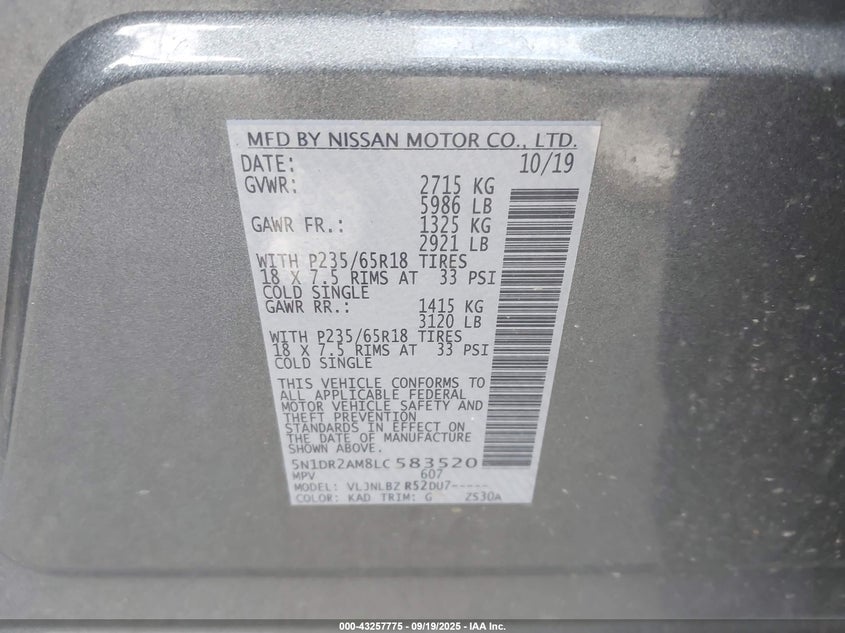 MFD BY NISSAN MOTOR CO., LTD.
DATE: 10/19
GVWR: 2715 KG
5986 LB
GAWR FR.: 1325 KG
2921 LB
WITH P235/65R18 TIRES
18 X 7.5 RIMS AT 33 PSI
COLD SINGLE
GAWR RR.: 1415 KG
3120 LB
WITH P235/65R18 TIRES
18 X 7.5 RIMS AT 33 PSI
COLD SINGLE
THIS VEHICLE CONFORMS TO
ALL APPLICABLE FEDERAL
MOTOR VEHICLE SAFETY AND
THEFT PREVENTION
STANDARDS IN EFFECT ON
THE DATE OF MANUFACTURE
SHOWN ABOVE.
5N1DR2AM8LC583520
MPV 607
MODEL: VLJNLBZ R52DU7-----
COLOR: KAD TRIM: G ZS30A
000-43257775 - 09/19/2025 - IAA Inc.